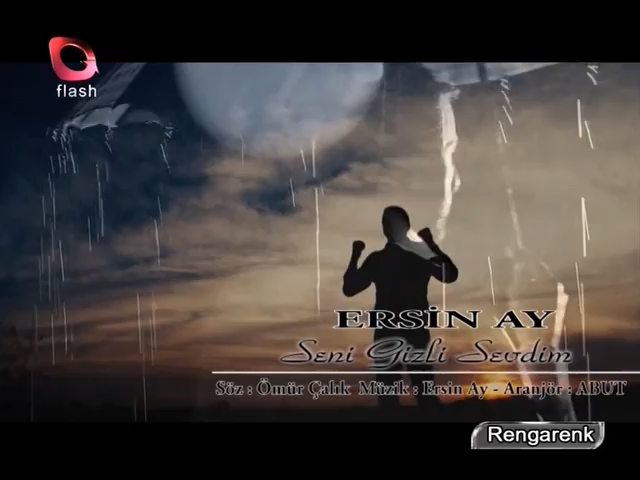 flash
ERSİN AY
Seni Gizli Sevdim
Söz : Ömür Çalık Müzik : Ersin Ay - Aranjör : ABUT
Rengarenk